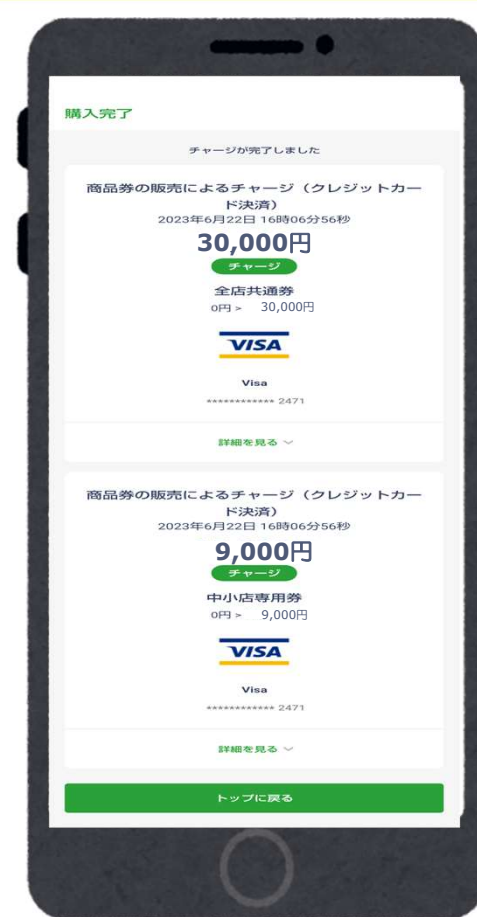 購入完了
チャージが完了しました
商品券の販売によるチャージ（クレジットカー
ド決済）
2023年6月22日 16時06分56秒
30,000円
チャージ
全店共通券
0円 > 30,000円
VISA
Visa
************ 2471
詳細を見る
商品券の販売によるチャージ（クレジットカー
ド決済）
2023年6月22日 16時06分56秒
9,000円
チャージ
中小店専用券
0円 > 9,000円
VISA
Visa
************ 2471
詳細を見る
トップに戻る